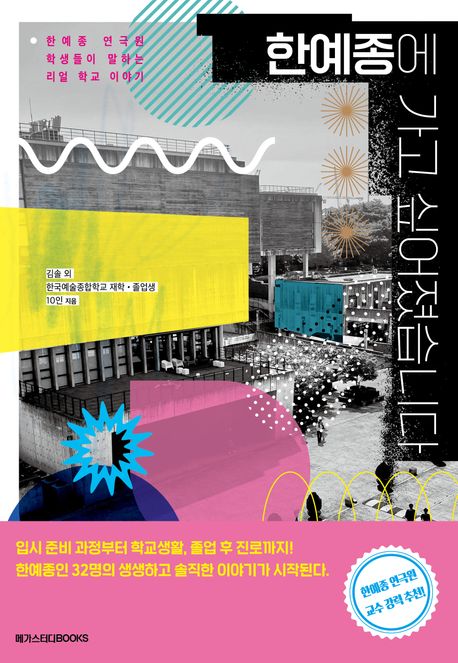 한예종 연극원
학생들이 말하는
리얼 학교 이야기
한예종에
가고 싶어졌습니다
김솔 외
한국예술종합학교 재학·졸업생
10인 지음
입시 준비 과정부터 학교생활, 졸업 후 진로까지!
한예종인 32명의 생생하고 솔직한 이야기가 시작된다.
한예종 연극원
교수 강력 추천!
메가스터디BOOKS